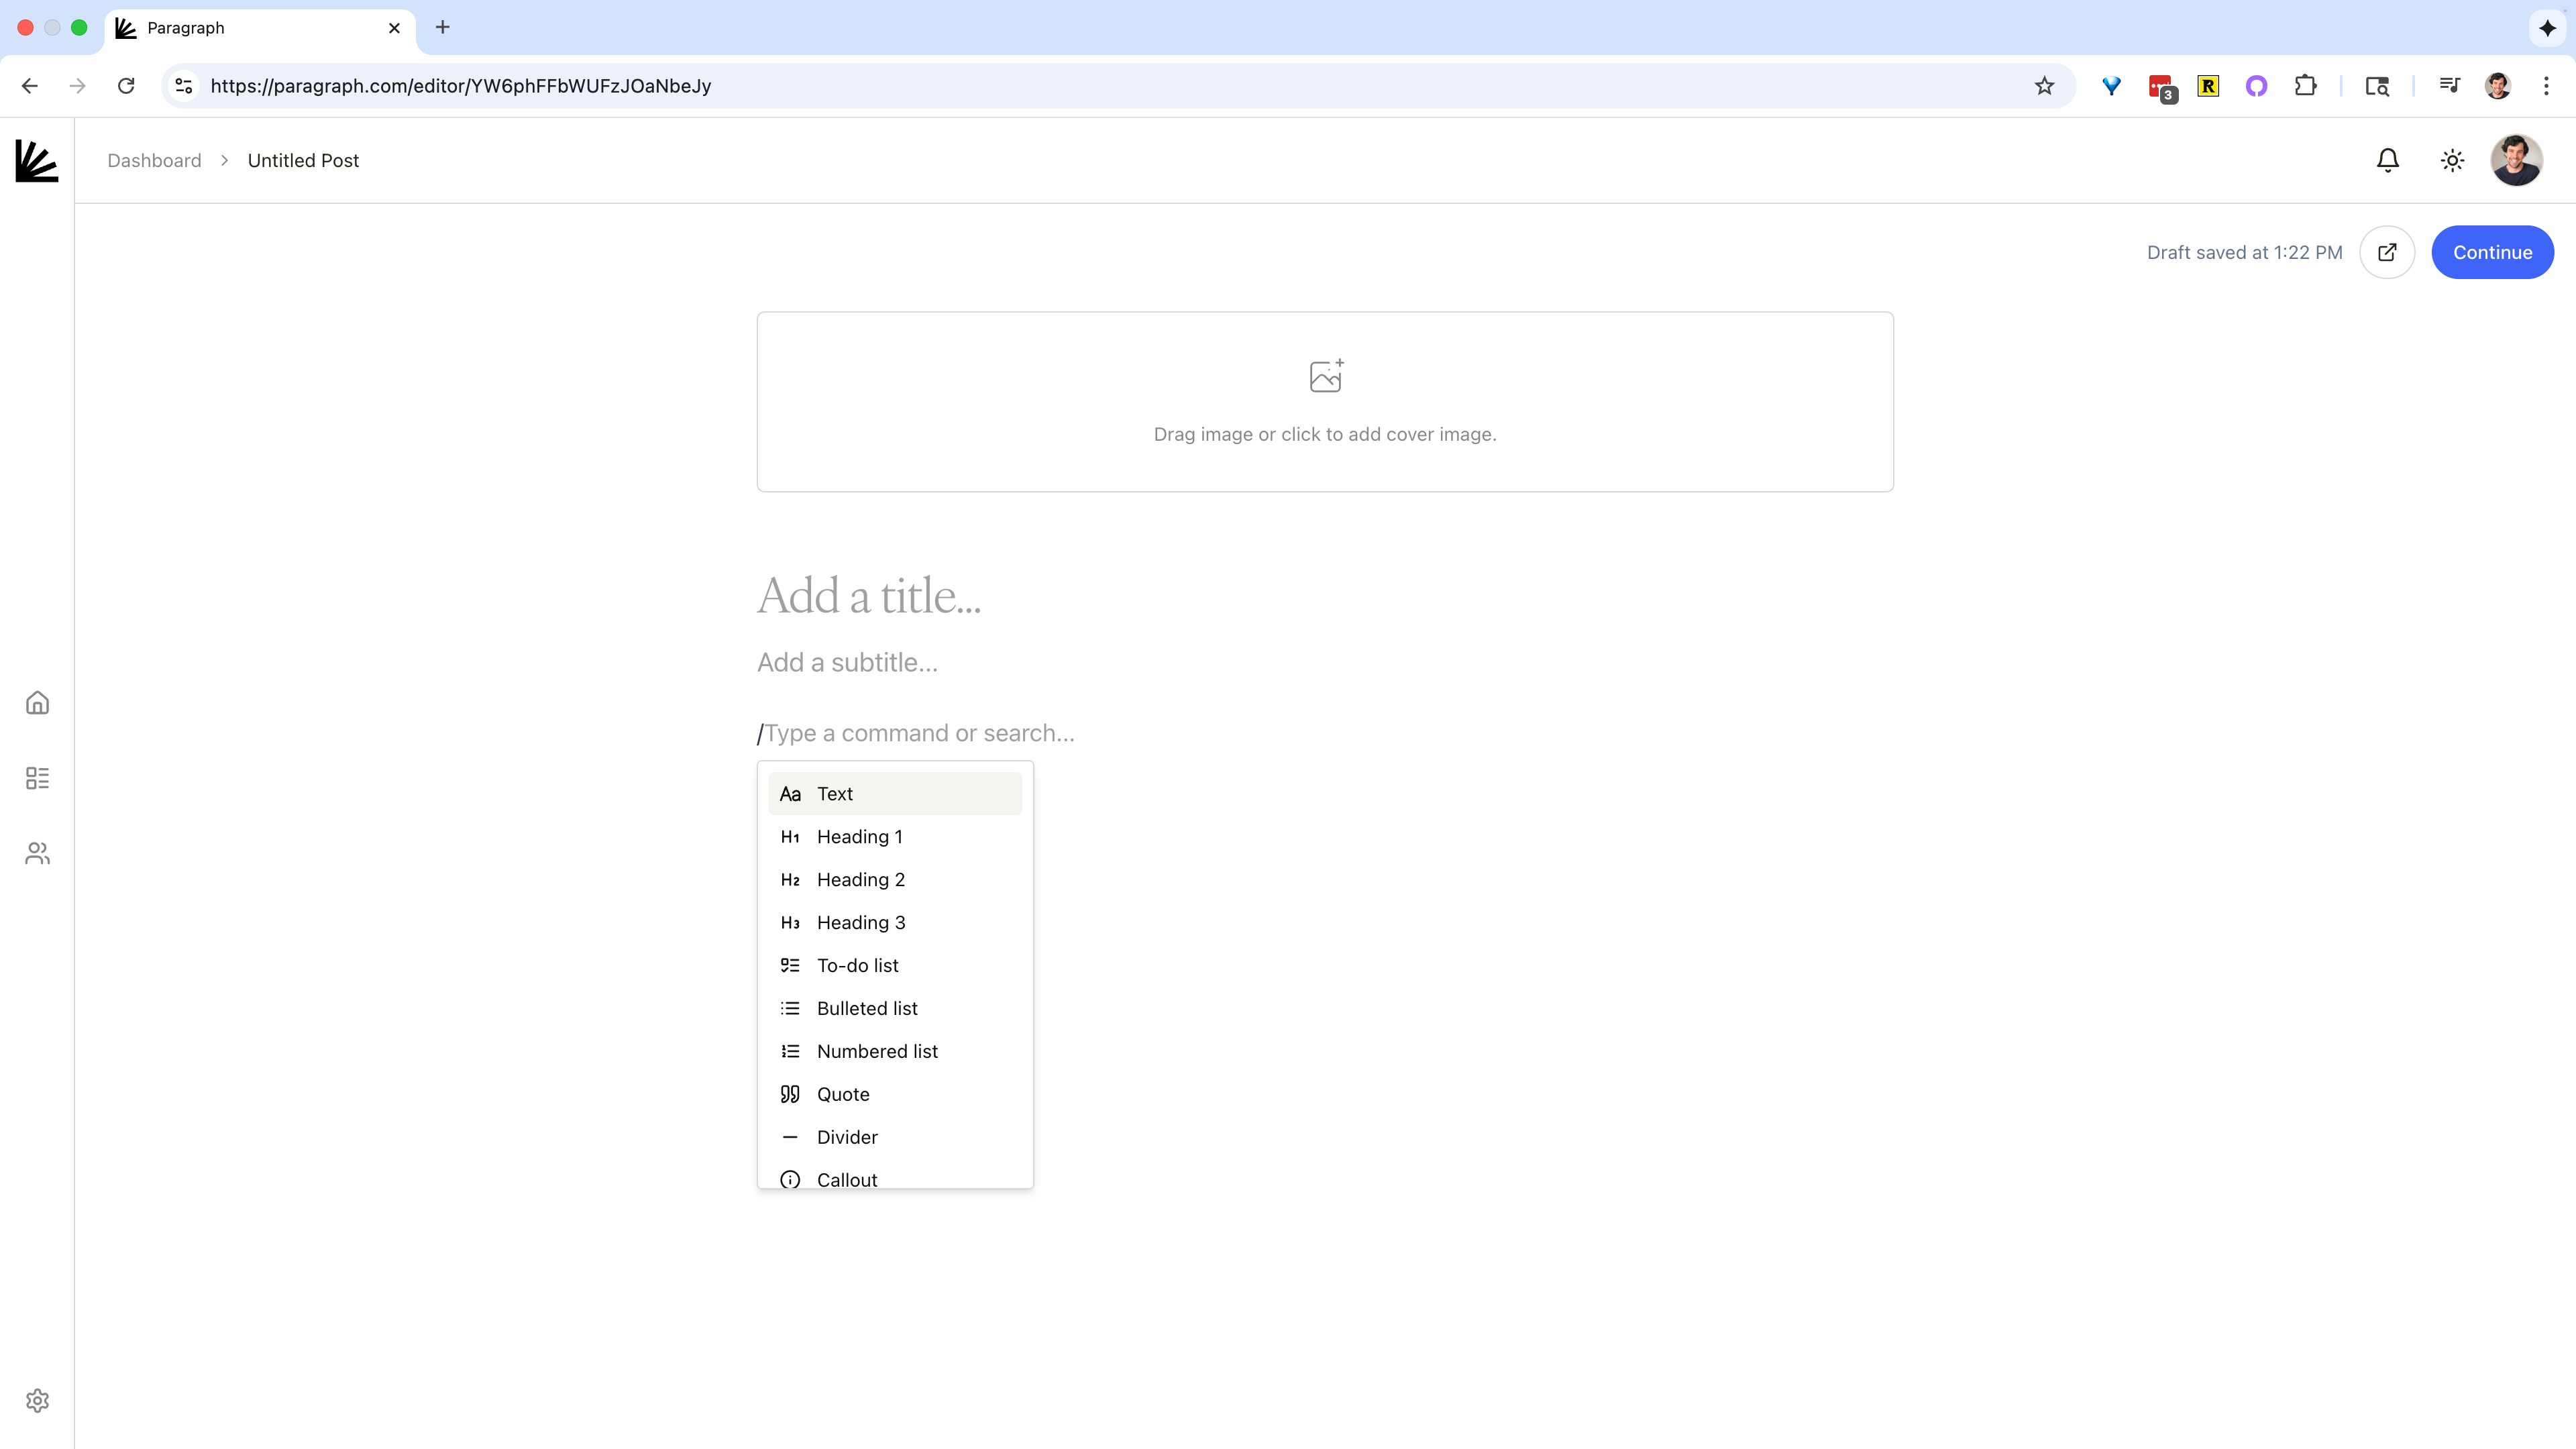 Paragraph
https://paragraph.com/editor/YW6phFFbWUFzJOaNbeJy
3
R
Dashboard
Untitled Post
Draft saved at 1:22 PM
Continue
Drag image or click to add cover image.
Add a title...
Add a subtitle...
/Type a command or search...
Aa Text
H1 Heading 1
H2 Heading 2
H3 Heading 3
To-do list
Bulleted list
Numbered list
Quote
Divider
Callout